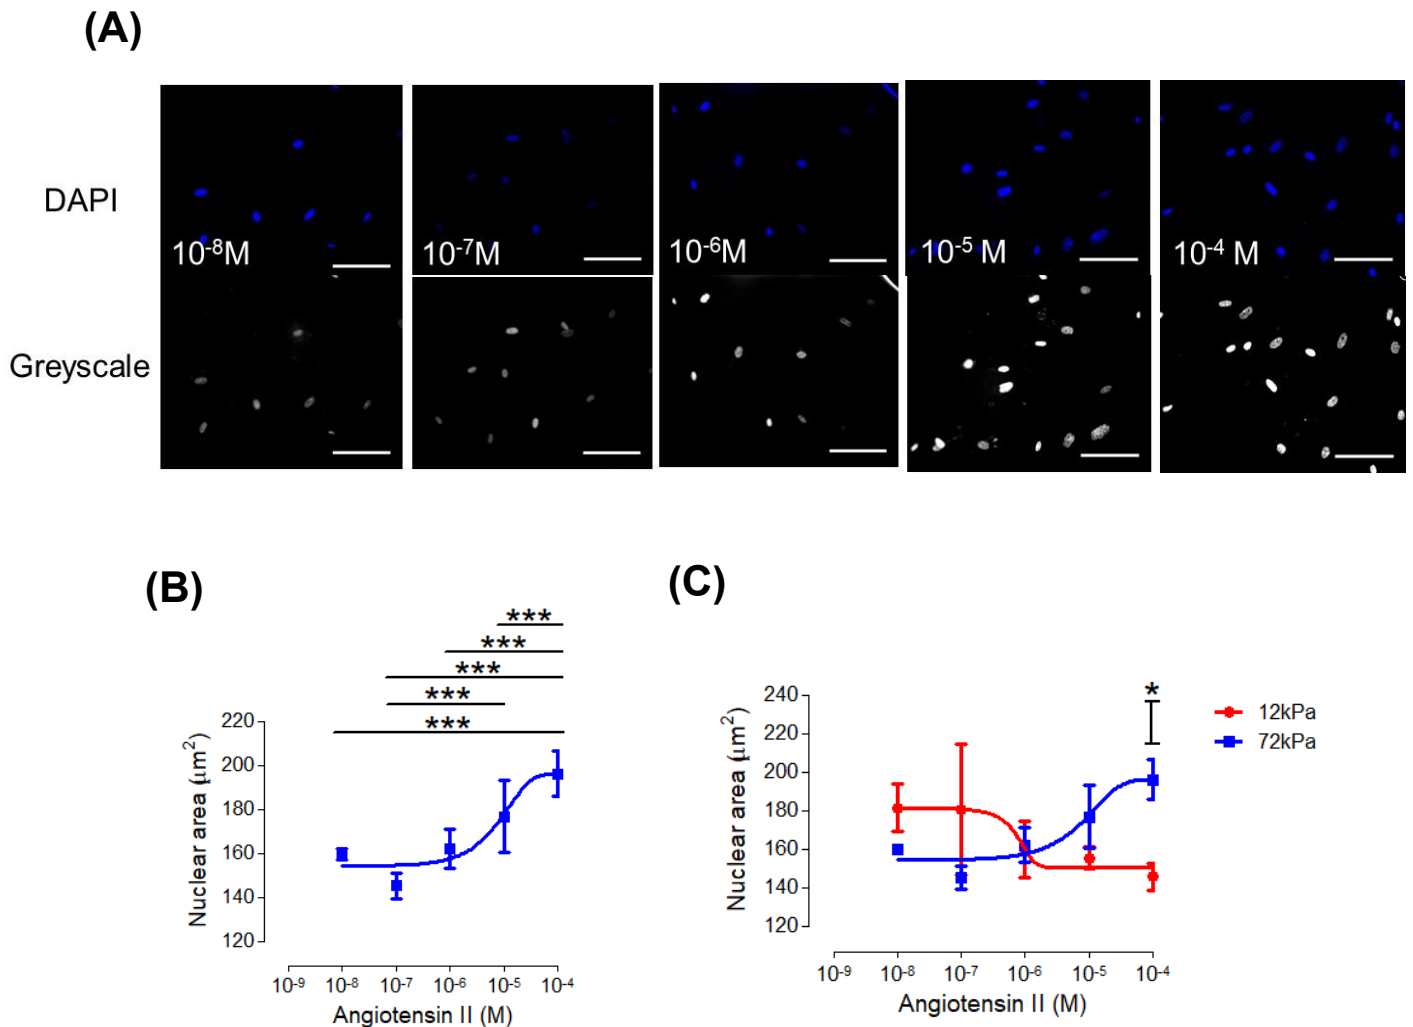 (A)
DAPI
10⁻⁸M
10⁻⁷M
10⁻⁶M
10⁻⁵ M
10⁻⁴ M
Greyscale
(B)
***
***
***
***
***
Nuclear area (μm²)
220
200
180
160
140
120
10⁻⁹ 10⁻⁸ 10⁻⁷ 10⁻⁶ 10⁻⁵ 10⁻⁴
Angiotensin II (M)
(C)
*
12kPa
72kPa
Nuclear area (μm²)
240
220
200
180
160
140
120
10⁻⁹ 10⁻⁸ 10⁻⁷ 10⁻⁶ 10⁻⁵ 10⁻⁴
Angiotensin II (M)